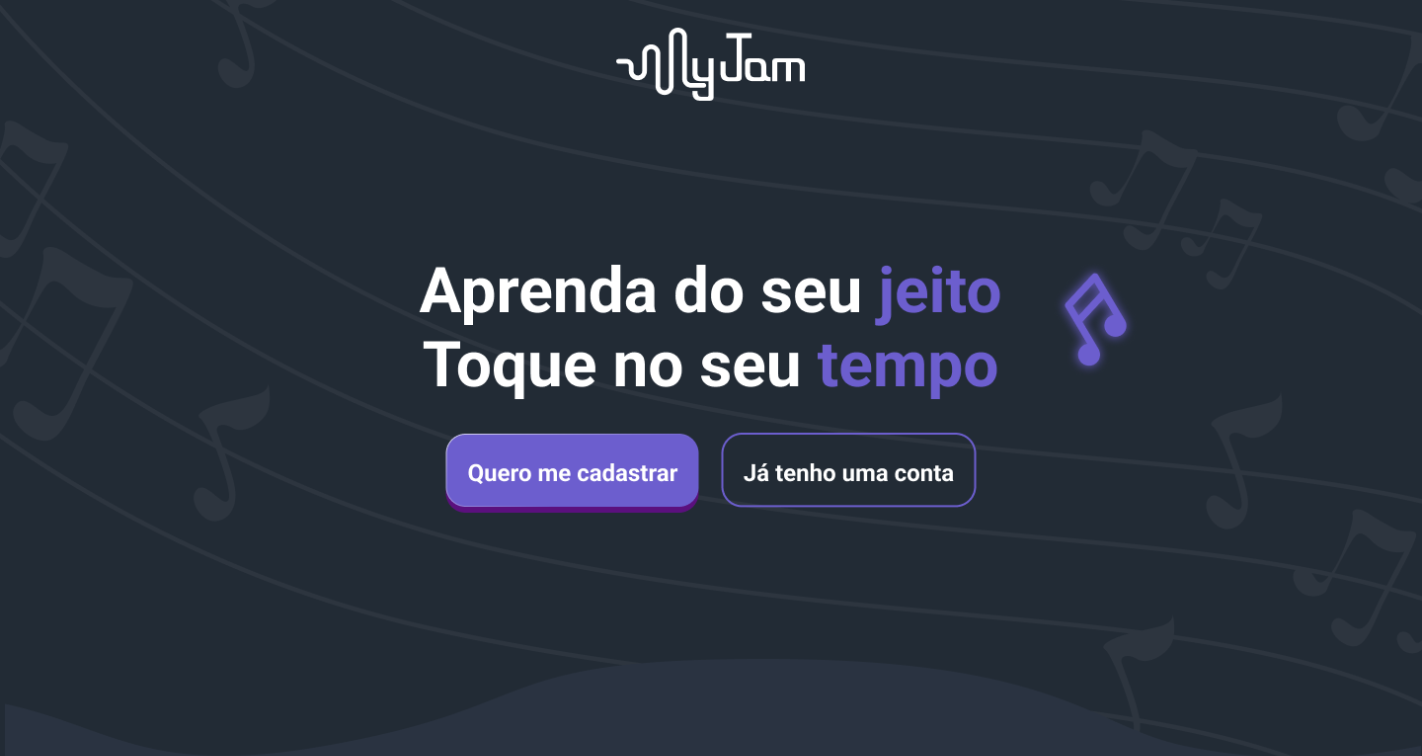 MyJam
Aprenda do seu jeito
Toque no seu tempo
Quero me cadastrar
Já tenho uma conta